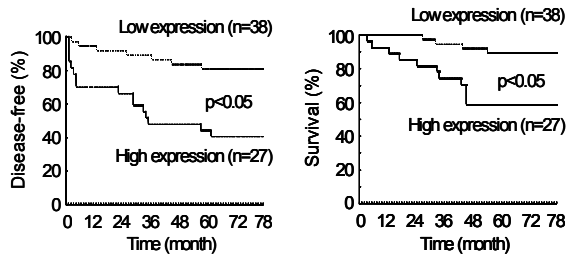 Low expression (n=38)
100
80
60
40
20
0
Disease-free (%)
p<0.05
High expression (n=27)
0 12 24 36 48 60 72 78
Time (month)
Low expression (n=38)
100
80
60
40
20
0
Survival (%)
p<0.05
High expression (n=27)
0 12 24 36 48 60 72 78
Time (month)